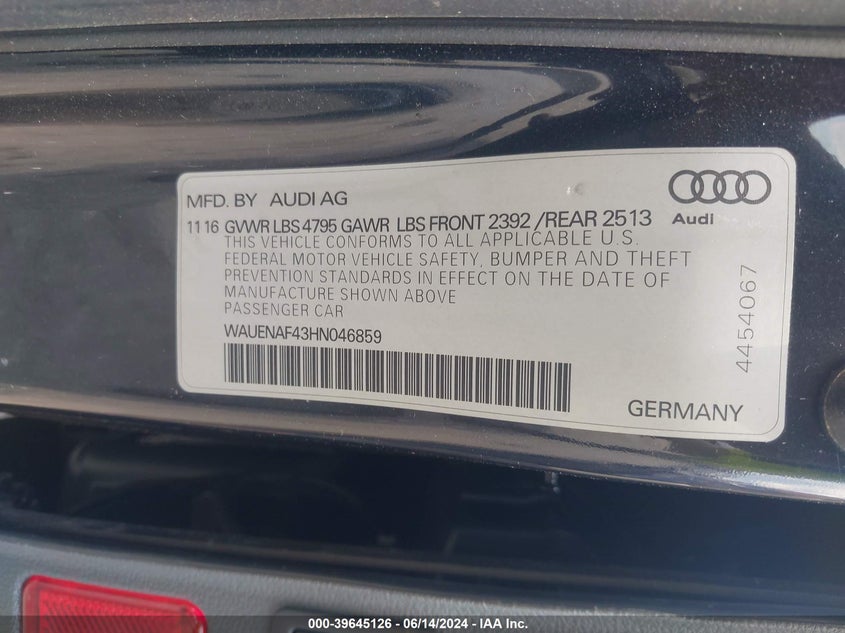 MFD. BY AUDI AG
Audi
11 16 GVWR LBS 4795 GAWR LBS FRONT 2392 /REAR 2513
THIS VEHICLE CONFORMS TO ALL APPLICABLE U.S.
FEDERAL MOTOR VEHICLE SAFETY, BUMPER AND THEFT
PREVENTION STANDARDS IN EFFECT ON THE DATE OF
MANUFACTURE SHOWN ABOVE
PASSENGER CAR
WAUENAF43HN046859
4454067
GERMANY
000-39645126 - 06/14/2024 - IAA Inc.